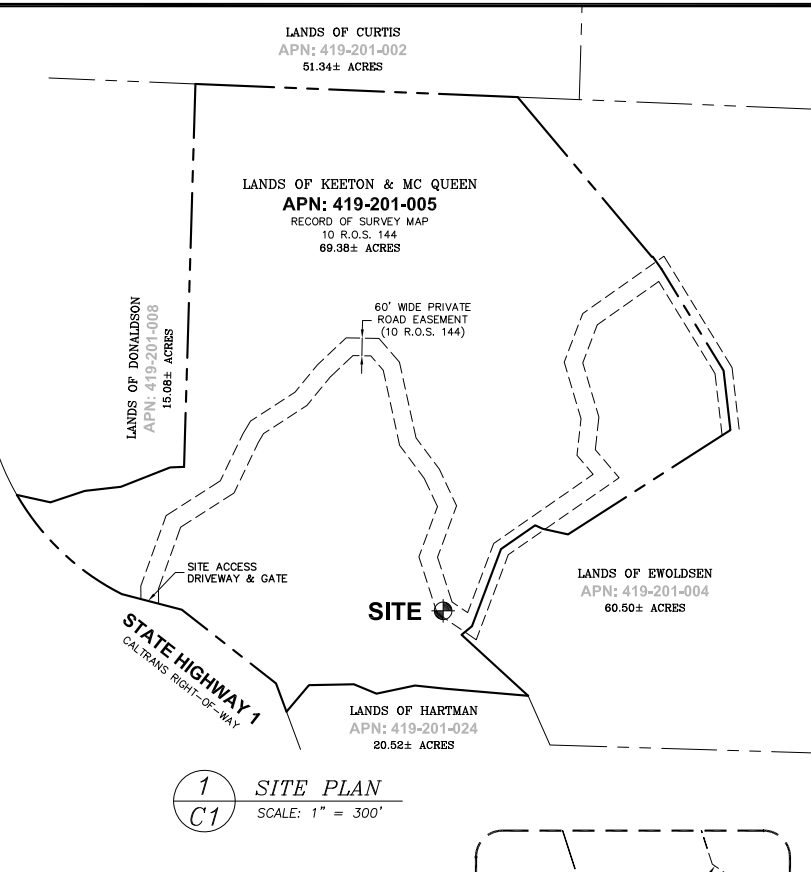 LANDS OF CURTIS
APN: 419-201-002
51.34± ACRES
LANDS OF KEETON & MC QUEEN
APN: 419-201-005
RECORD OF SURVEY MAP
10 R.O.S. 144
69.38± ACRES
60' WIDE PRIVATE
ROAD EASEMENT
(10 R.O.S. 144)
LANDS OF DONALDSON
APN: 419-201-008
15.08± ACRES
SITE ACCESS
DRIVEWAY & GATE
STATE HIGHWAY 1
CALTRANS RIGHT-OF-WAY
SITE
LANDS OF EWOLDSEN
APN: 419-201-004
60.50± ACRES
LANDS OF HARTMAN
APN: 419-201-024
20.52± ACRES
1
C1
SITE PLAN
SCALE: 1" = 300'